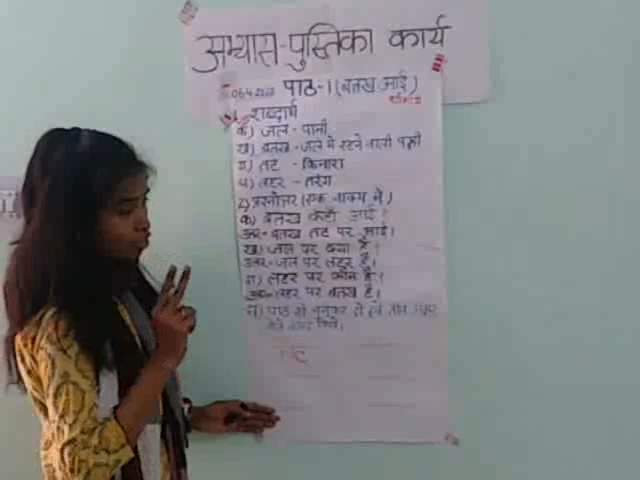 अभ्यास-पुस्तिका कार्य
पाठ-1 (बतख आई)
शब्दार्थ
क) जल - पानी
ख) बतख - जल मे रहने वाली पक्षी
ग) तट - किनारा
घ) लहर - तरंग
2) प्रश्नोत्तर (एक वाक्य में)
क) बतख कहाँ आई?
उत्तर - बतख तट पर आई।
ख) जल पर क्या है?
उत्तर - जल पर लहर है।
ग) लहर पर कौन है?
उत्तर - लहर पर बतख है।
घ) पाठ से चुनकर दो एवं तीन